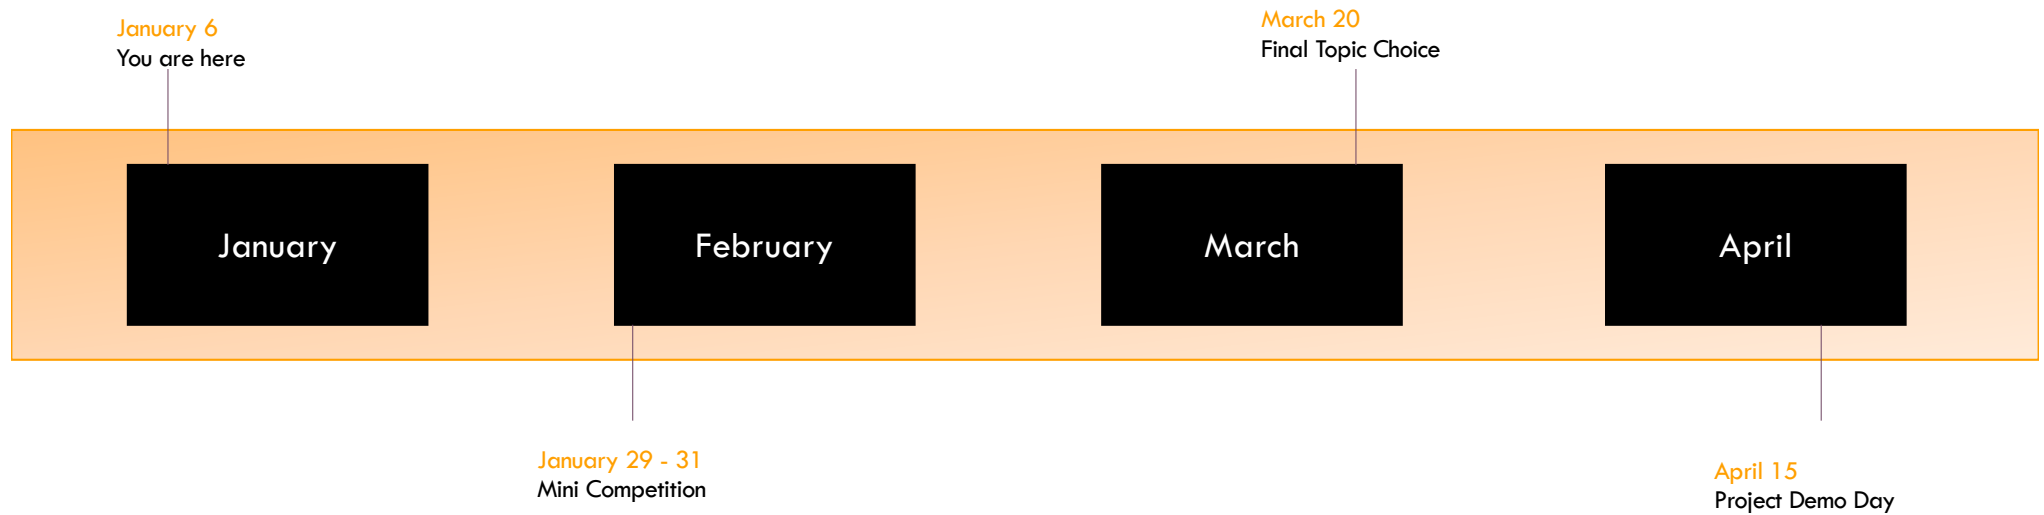 January 6
You are here
March 20
Final Topic Choice
January
February
March
April
January 29 - 31
Mini Competition
April 15
Project Demo Day